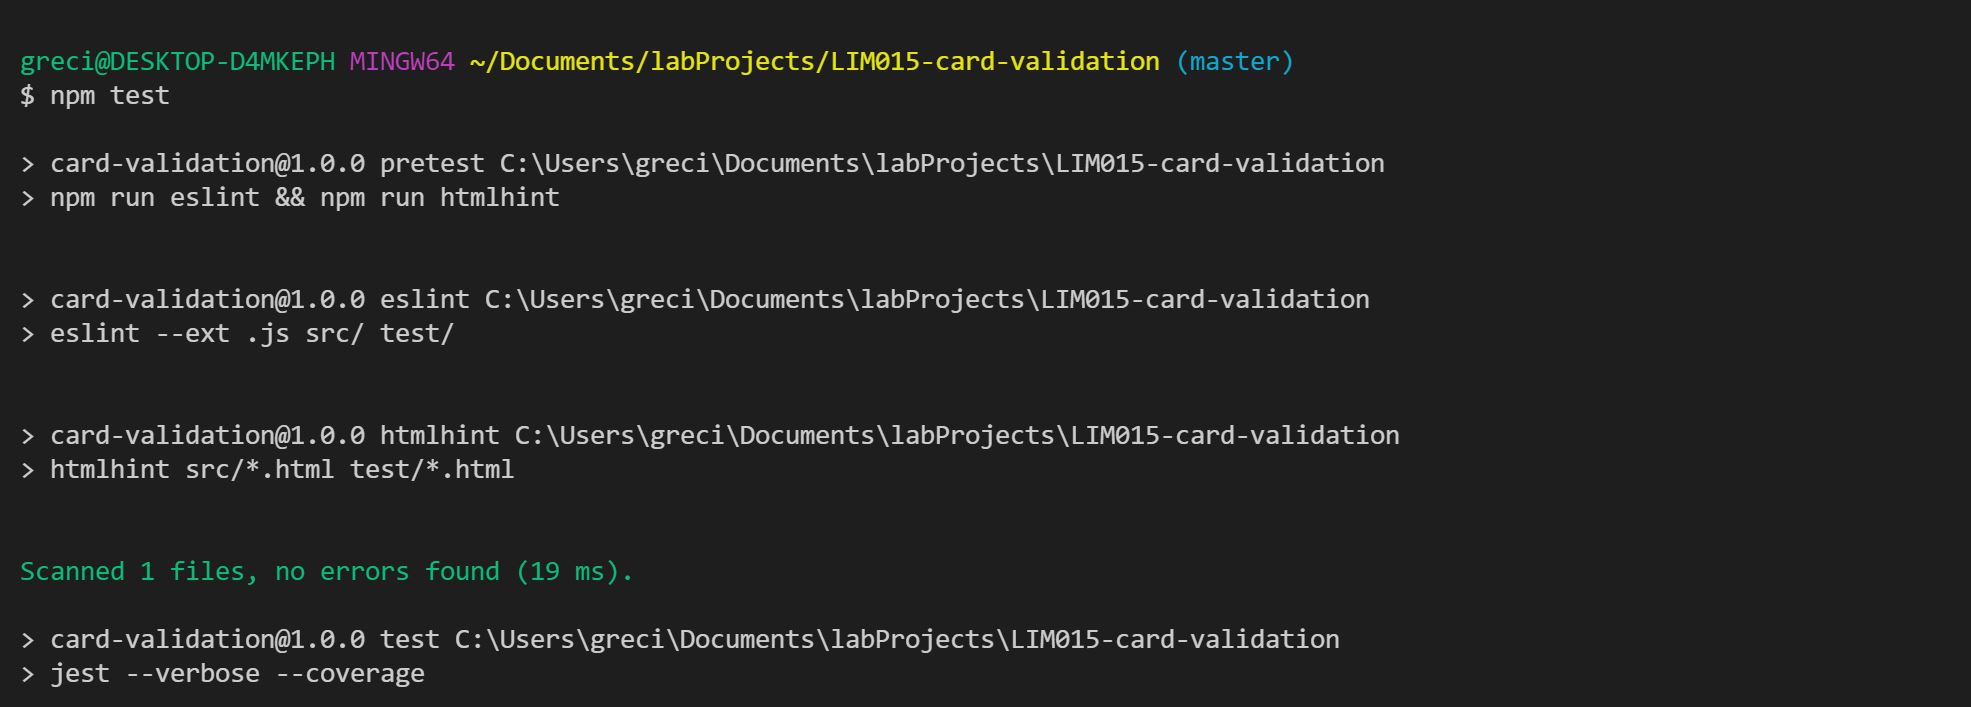 greci@DESKTOP-D4MKEPH MINGW64 ~/Documents/labProjects/LIM015-card-validation (master)
$ npm test
> card-validation@1.0.0 pretest C:\Users\greci\Documents\labProjects\LIM015-card-validation
> npm run eslint && npm run htmlhint
> card-validation@1.0.0 eslint C:\Users\greci\Documents\labProjects\LIM015-card-validation
> eslint --ext .js src/ test/
> card-validation@1.0.0 htmlhint C:\Users\greci\Documents\labProjects\LIM015-card-validation
> htmlhint src/*.html test/*.html
Scanned 1 files, no errors found (19 ms).
> card-validation@1.0.0 test C:\Users\greci\Documents\labProjects\LIM015-card-validation
> jest --verbose --coverage